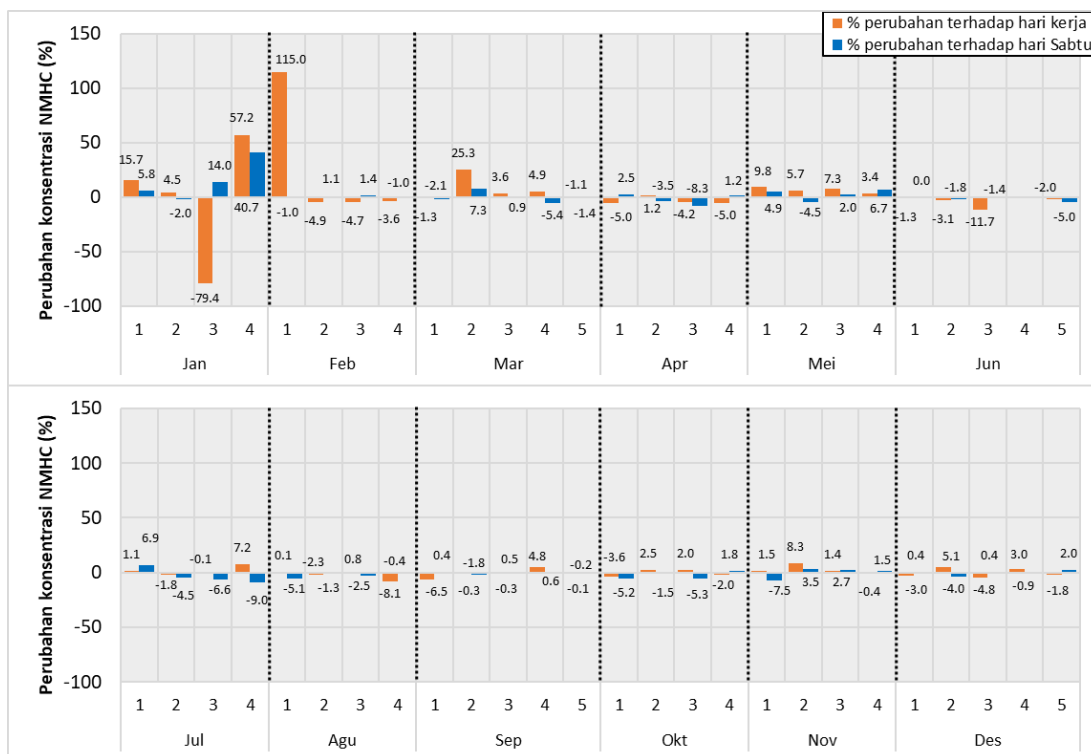 % perubahan terhadap hari kerja
% perubahan terhadap hari Sabtu
Perubahan konsentrasi NMHC (%)
150
100
50
0
-50
-100
15.7 5.8 4.5 -2.0 -79.4 14.0 57.2 40.7
115.0 -1.0 -4.9 1.1 -4.7 1.4 -3.6 -1.0
-1.3 -2.1 25.3 7.3 3.6 0.9 4.9 -5.4 -1.1 -1.4
-5.0 2.5 1.2 -3.5 -4.2 -8.3 -5.0 1.2
9.8 4.9 5.7 -4.5 7.3 2.0 3.4 6.7
-1.3 0.0 -3.1 -1.8 -11.7 -1.4 -2.0 -5.0
1 2 3 4 1 2 3 4 1 2 3 4 5 1 2 3 4 1 2 3 4 1 2 3 4 5
Jan Feb Mar Apr Mei Jun
Perubahan konsentrasi NMHC (%)
150
100
50
0
-50
-100
1.1 6.9 -1.8 -4.5 -0.1 -6.6 7.2 -9.0
0.1 -5.1 -2.3 -1.3 0.8 -2.5 -8.1 -0.4
-6.5 0.4 -0.3 -1.8 -0.3 0.5 4.8 0.6 -0.2 -0.1
-3.6 -5.2 2.5 -1.5 2.0 -5.3 -2.0 1.8
1.5 -7.5 8.3 3.5 1.4 2.7 -0.4 1.5
-3.0 0.4 5.1 -4.0 -4.8 0.4 3.0 -0.9 -1.8 2.0
1 2 3 4 1 2 3 4 1 2 3 4 5 1 2 3 4 1 2 3 4 1 2 3 4 5
Jul Agu Sep Okt Nov Des